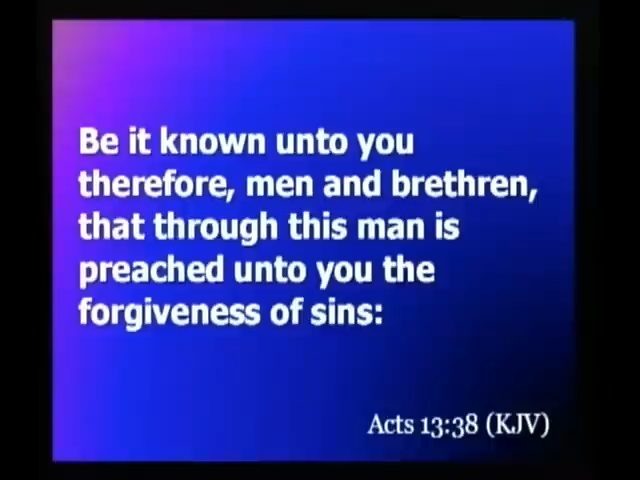 Be it known unto you
therefore, men and brethren,
that through this man is
preached unto you the
forgiveness of sins:
Acts 13:38 (KJV)